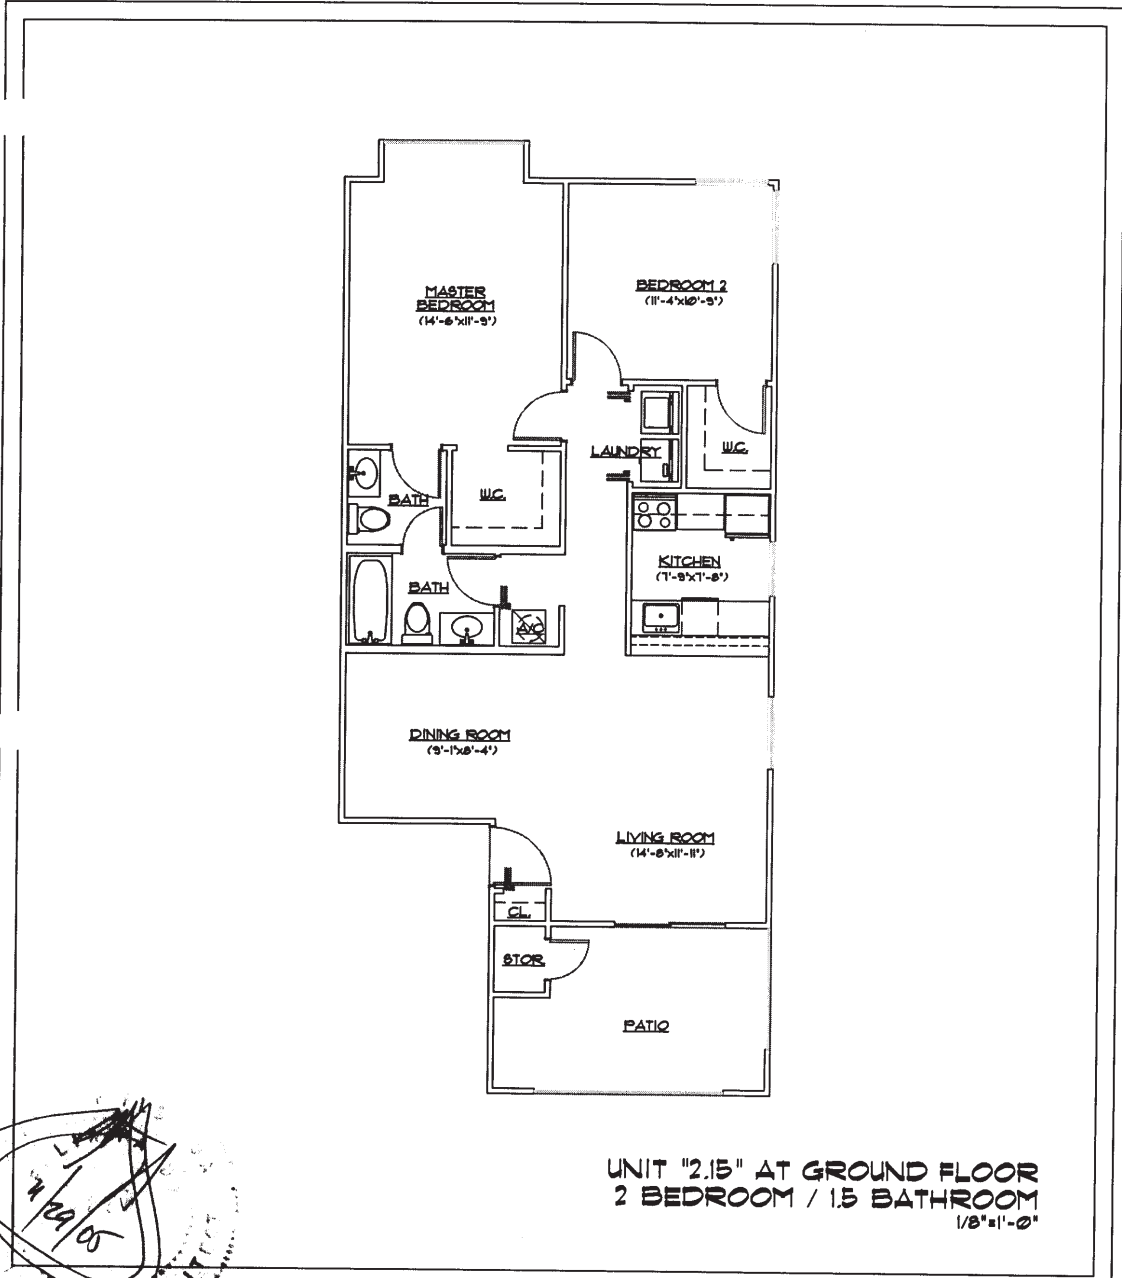 MASTER
BEDROOM
(14'-6"x11'-9")
BEDROOM 2
(11'-4"x10'-9")
LAUNDRY
W.C.
W.C.
BATH
KITCHEN
(7'-9"x7'-8")
BATH
A/C
DINING ROOM
(9'-1"x8'-4")
LIVING ROOM
(14'-8"x11'-11")
CL.
STOR.
PATIO
UNIT "2.15" AT GROUND FLOOR
2 BEDROOM / 1.5 BATHROOM
1/8"=1'-0"